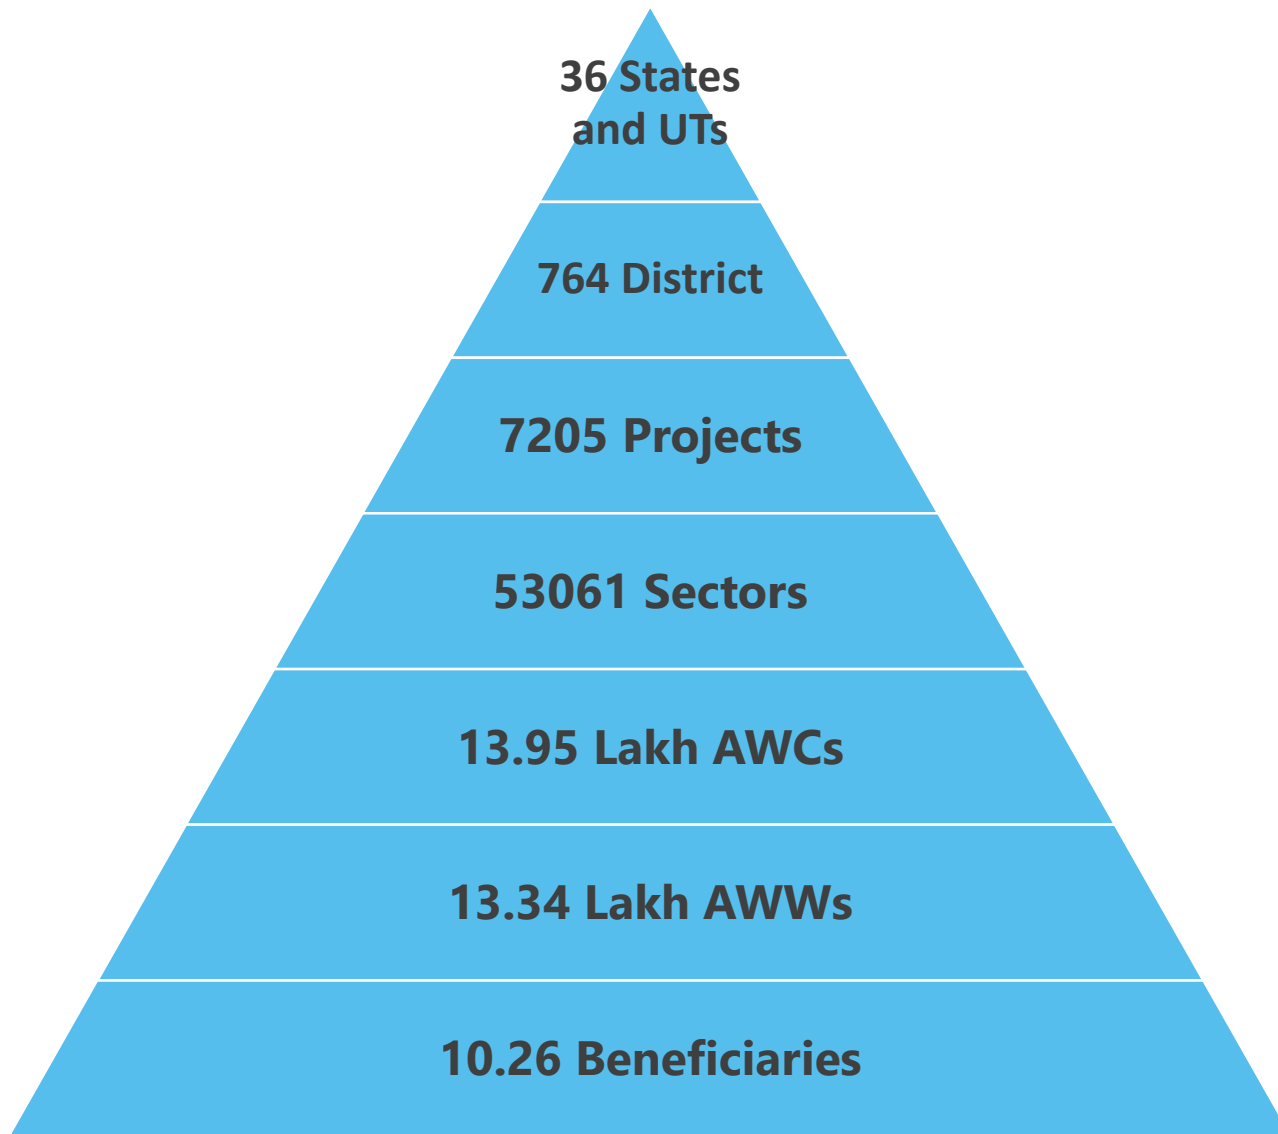 36 States
and UTs
764 District
7205 Projects
53061 Sectors
13.95 Lakh AWCs
13.34 Lakh AWWs
10.26 Beneficiaries